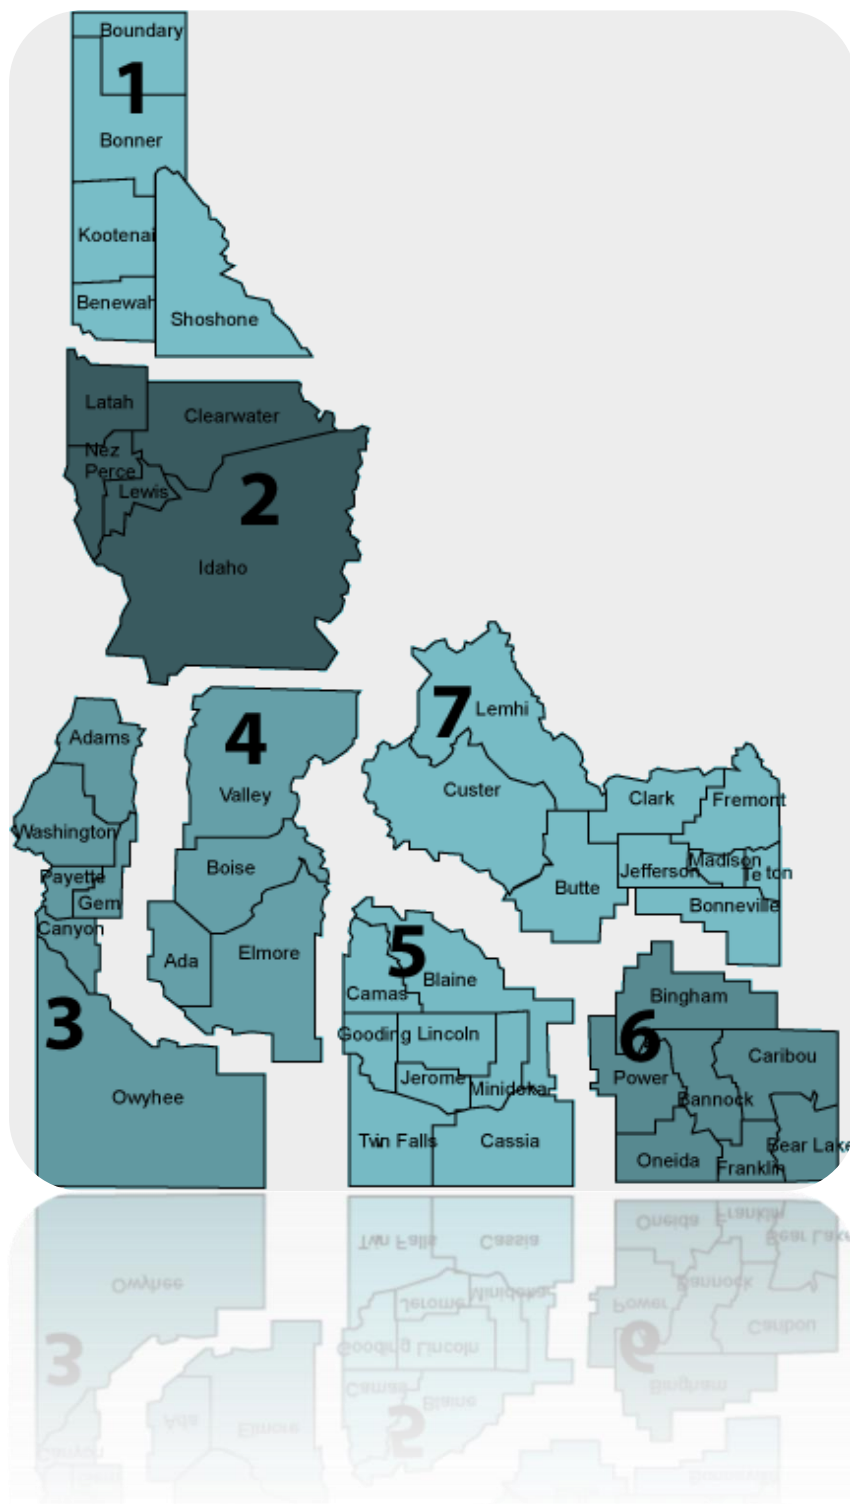 Boundary
1
Bonner
Kootenai
Benewah
Shoshone
Latah
Clearwater
Nez
Perce
Lewis
2
Idaho
Adams
Washington
Payette
Gem
Canyon
3
Owyhee
4
Valley
Boise
Ada
Elmore
7
Lemhi
Custer
Clark
Fremont
Butte
Jefferson
Madison
Teton
Bonneville
5
Blaine
Camas
Gooding
Lincoln
Jerome
Minidoka
Twin Falls
Cassia
Bingham
6
Power
Caribou
Bannock
Oneida
Franklin
Bear Lake